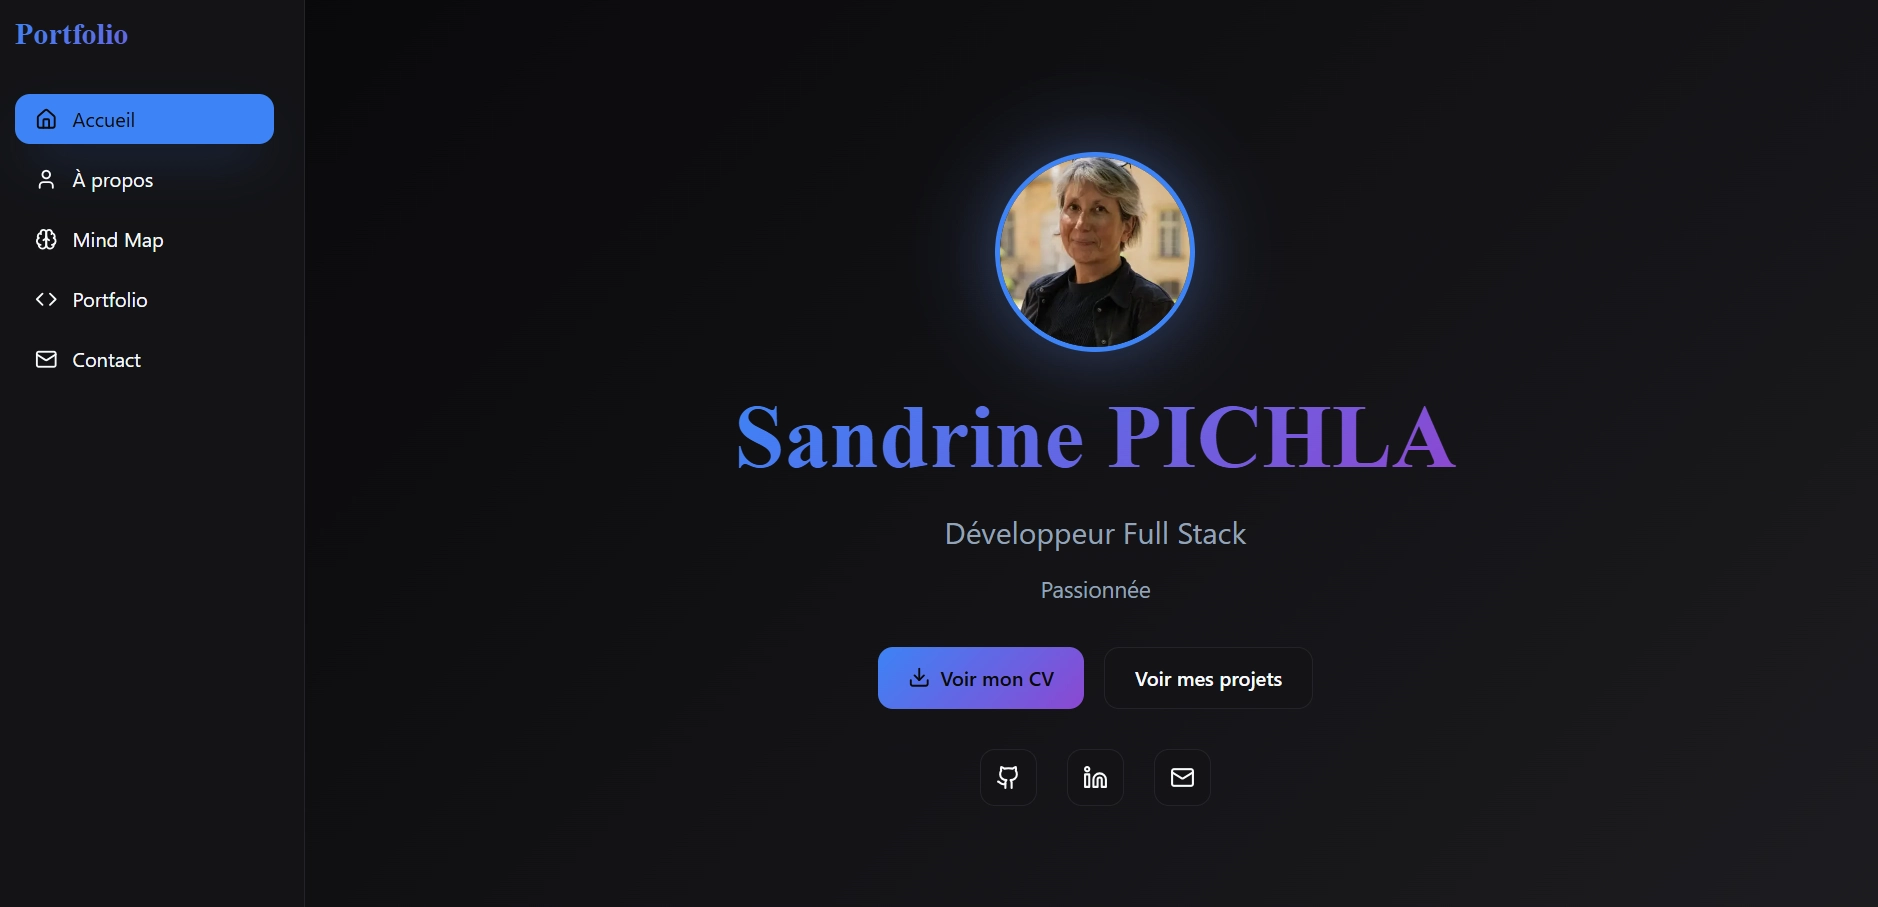 Portfolio
Accueil
À propos
Mind Map
Portfolio
Contact
Sandrine PICHLA
Développeur Full Stack
Passionnée
Voir mon CV
Voir mes projets